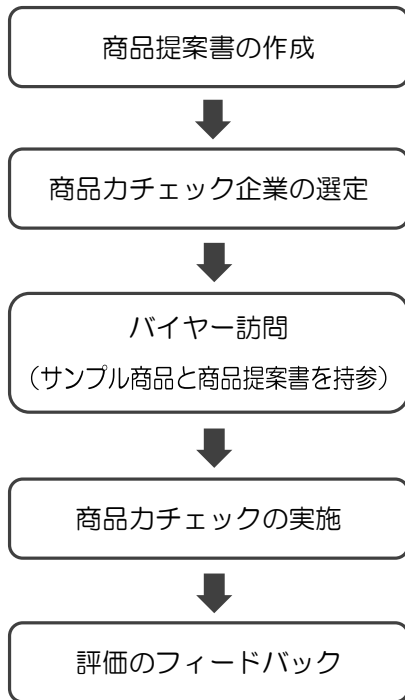 商品提案書の作成
商品力チェック企業の選定
バイヤー訪問
（サンプル商品と商品提案書を持参）
商品力チェックの実施
評価のフィードバック